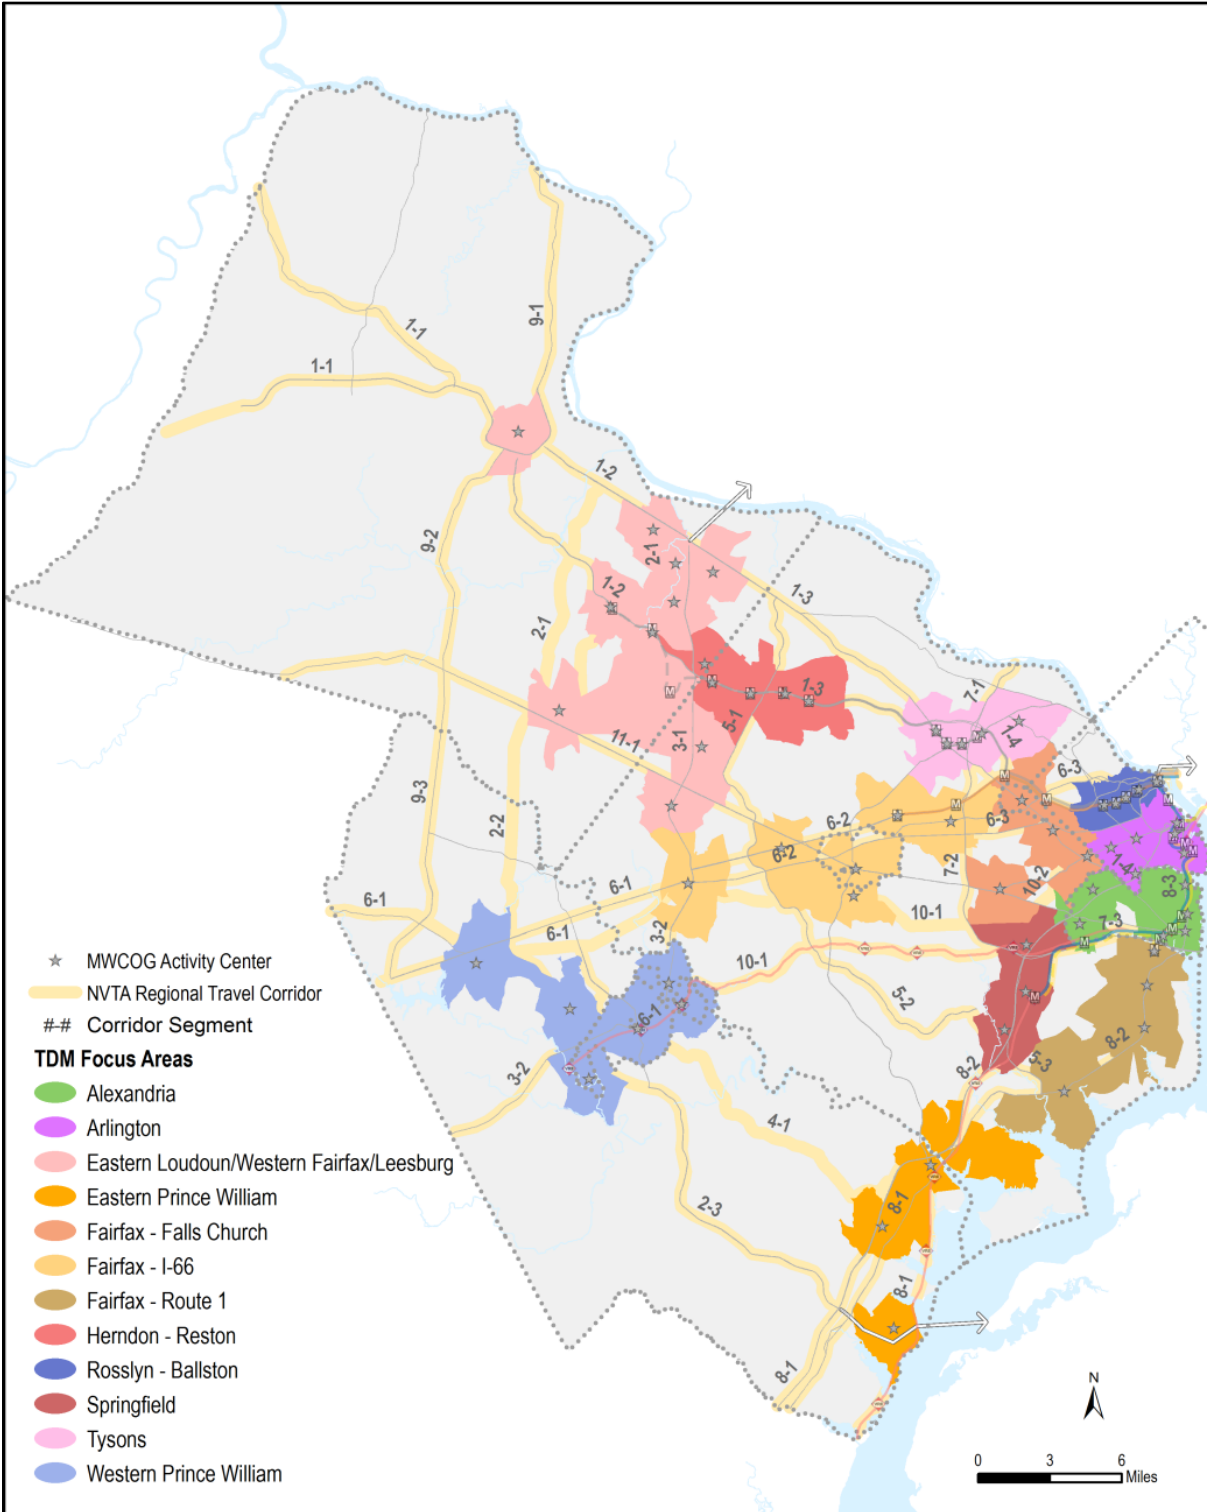 9-1
1-1
1-1
1-2
9-2
2-1
1-2
1-3
2-1
M
M
M
M
M
M
M
1-3
7-1
5-1
3-1
11-1
7-4
M
M
M
M
6-3
M
M
9-3
2-2
6-2
6-3
6-2
7-2
10-2
1-4
8-3
6-1
6-1
10-1
7-3
6-1
3-2
10-1
5-2
6-1
8-2
5-3
8-2
3-2
4-1
2-3
8-1
8-1
8-1
MWCOG Activity Center
NVTA Regional Travel Corridor
#-# Corridor Segment
TDM Focus Areas
Alexandria
Arlington
Eastern Loudoun/Western Fairfax/Leesburg
Eastern Prince William
Fairfax - Falls Church
Fairfax - I-66
Fairfax - Route 1
Herndon - Reston
Rosslyn - Ballston
Springfield
Tysons
Western Prince William
N
0 3 6
Miles